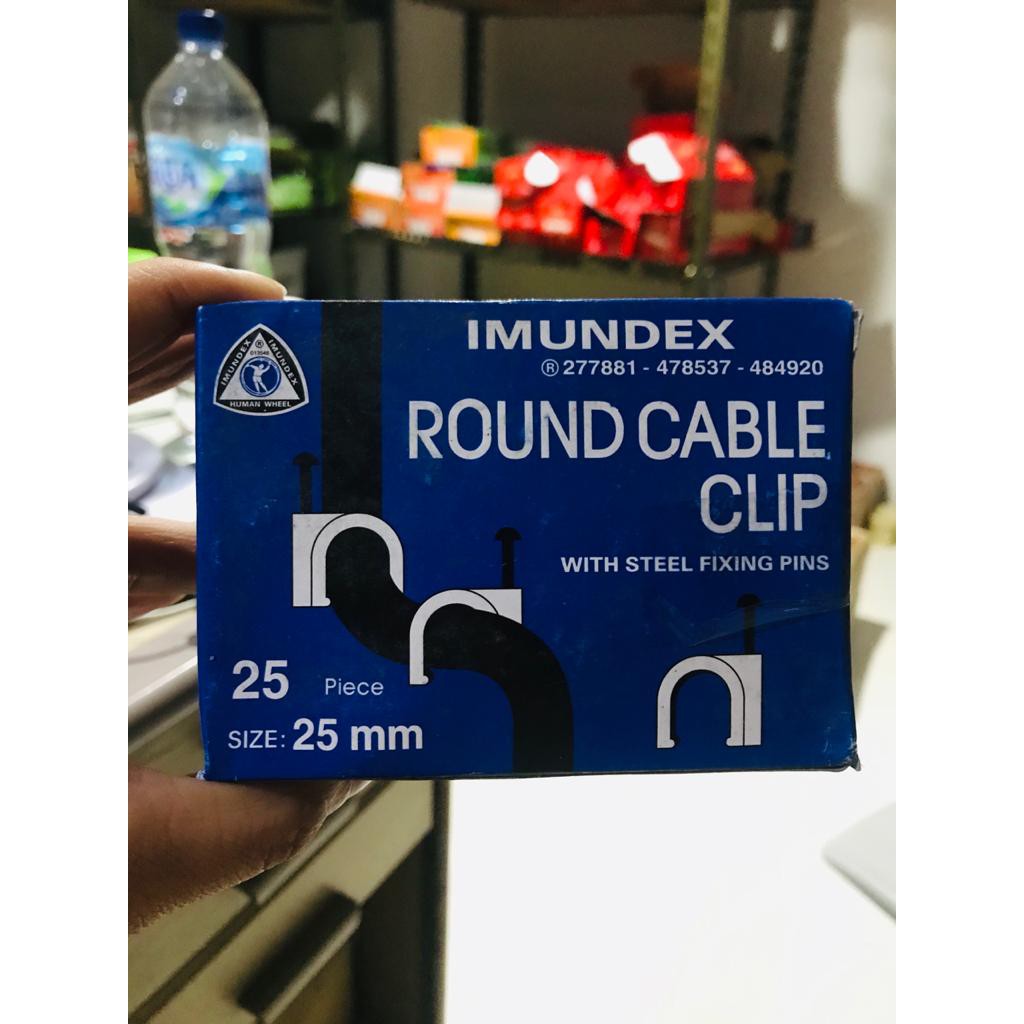 IMUNDEX
® 277881 - 478537 - 484920
IMUNDEX IMUNDEX
®
013548
HUMAN WHEEL
ROUND CABLE
CLIP
WITH STEEL FIXING PINS
25 Piece
SIZE: 25 mm